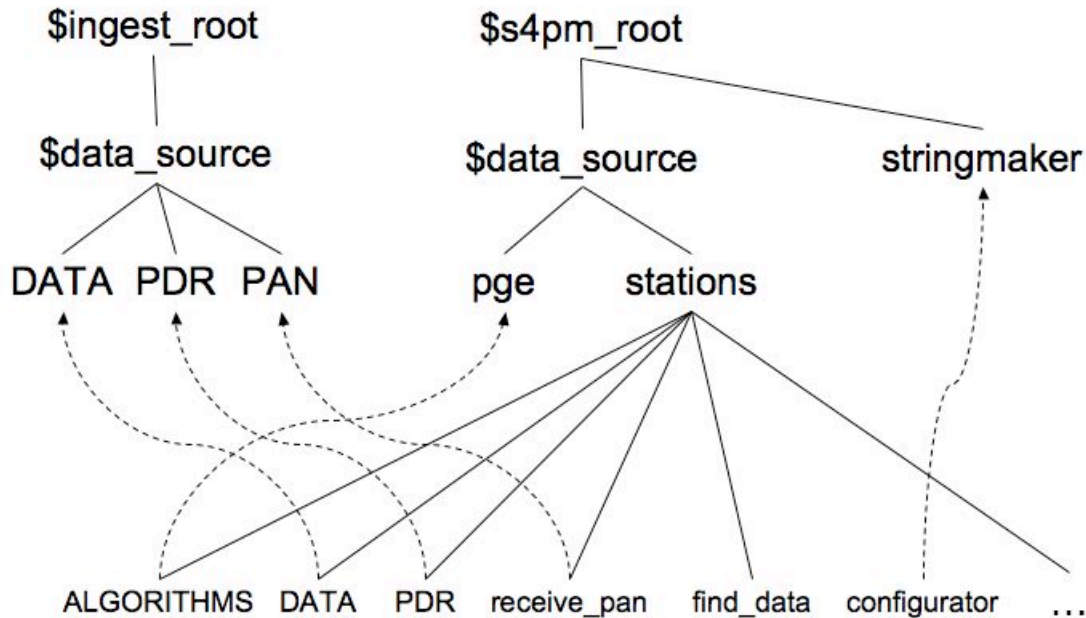 $ingest_root
$s4pm_root
$data_source
$data_source
stringmaker
DATA
PDR
PAN
pge
stations
ALGORITHMS
DATA
PDR
receive_pan
find_data
configurator
...